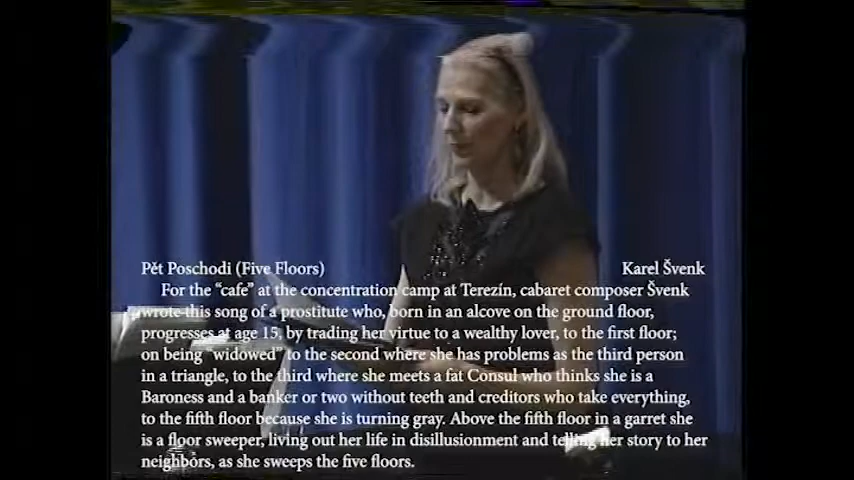 Pĕt Poschodi (Five Floors) Karel Švenk
For the “cafe” at the concentration camp at Terezín, cabaret composer Švenk
wrote this song of a prostitute who, born in an alcove on the ground floor,
progresses at age 15, by trading her virtue to a wealthy lover, to the first floor;
on being “widowed” to the second where she has problems as the third person
in a triangle, to the third where she meets a fat Consul who thinks she is a
Baroness and a banker or two without teeth and creditors who take everything,
to the fifth floor because she is turning gray. Above the fifth floor in a garret she
is a floor sweeper, living out her life in disillusionment and telling her story to her
neighbors, as she sweeps the five floors.